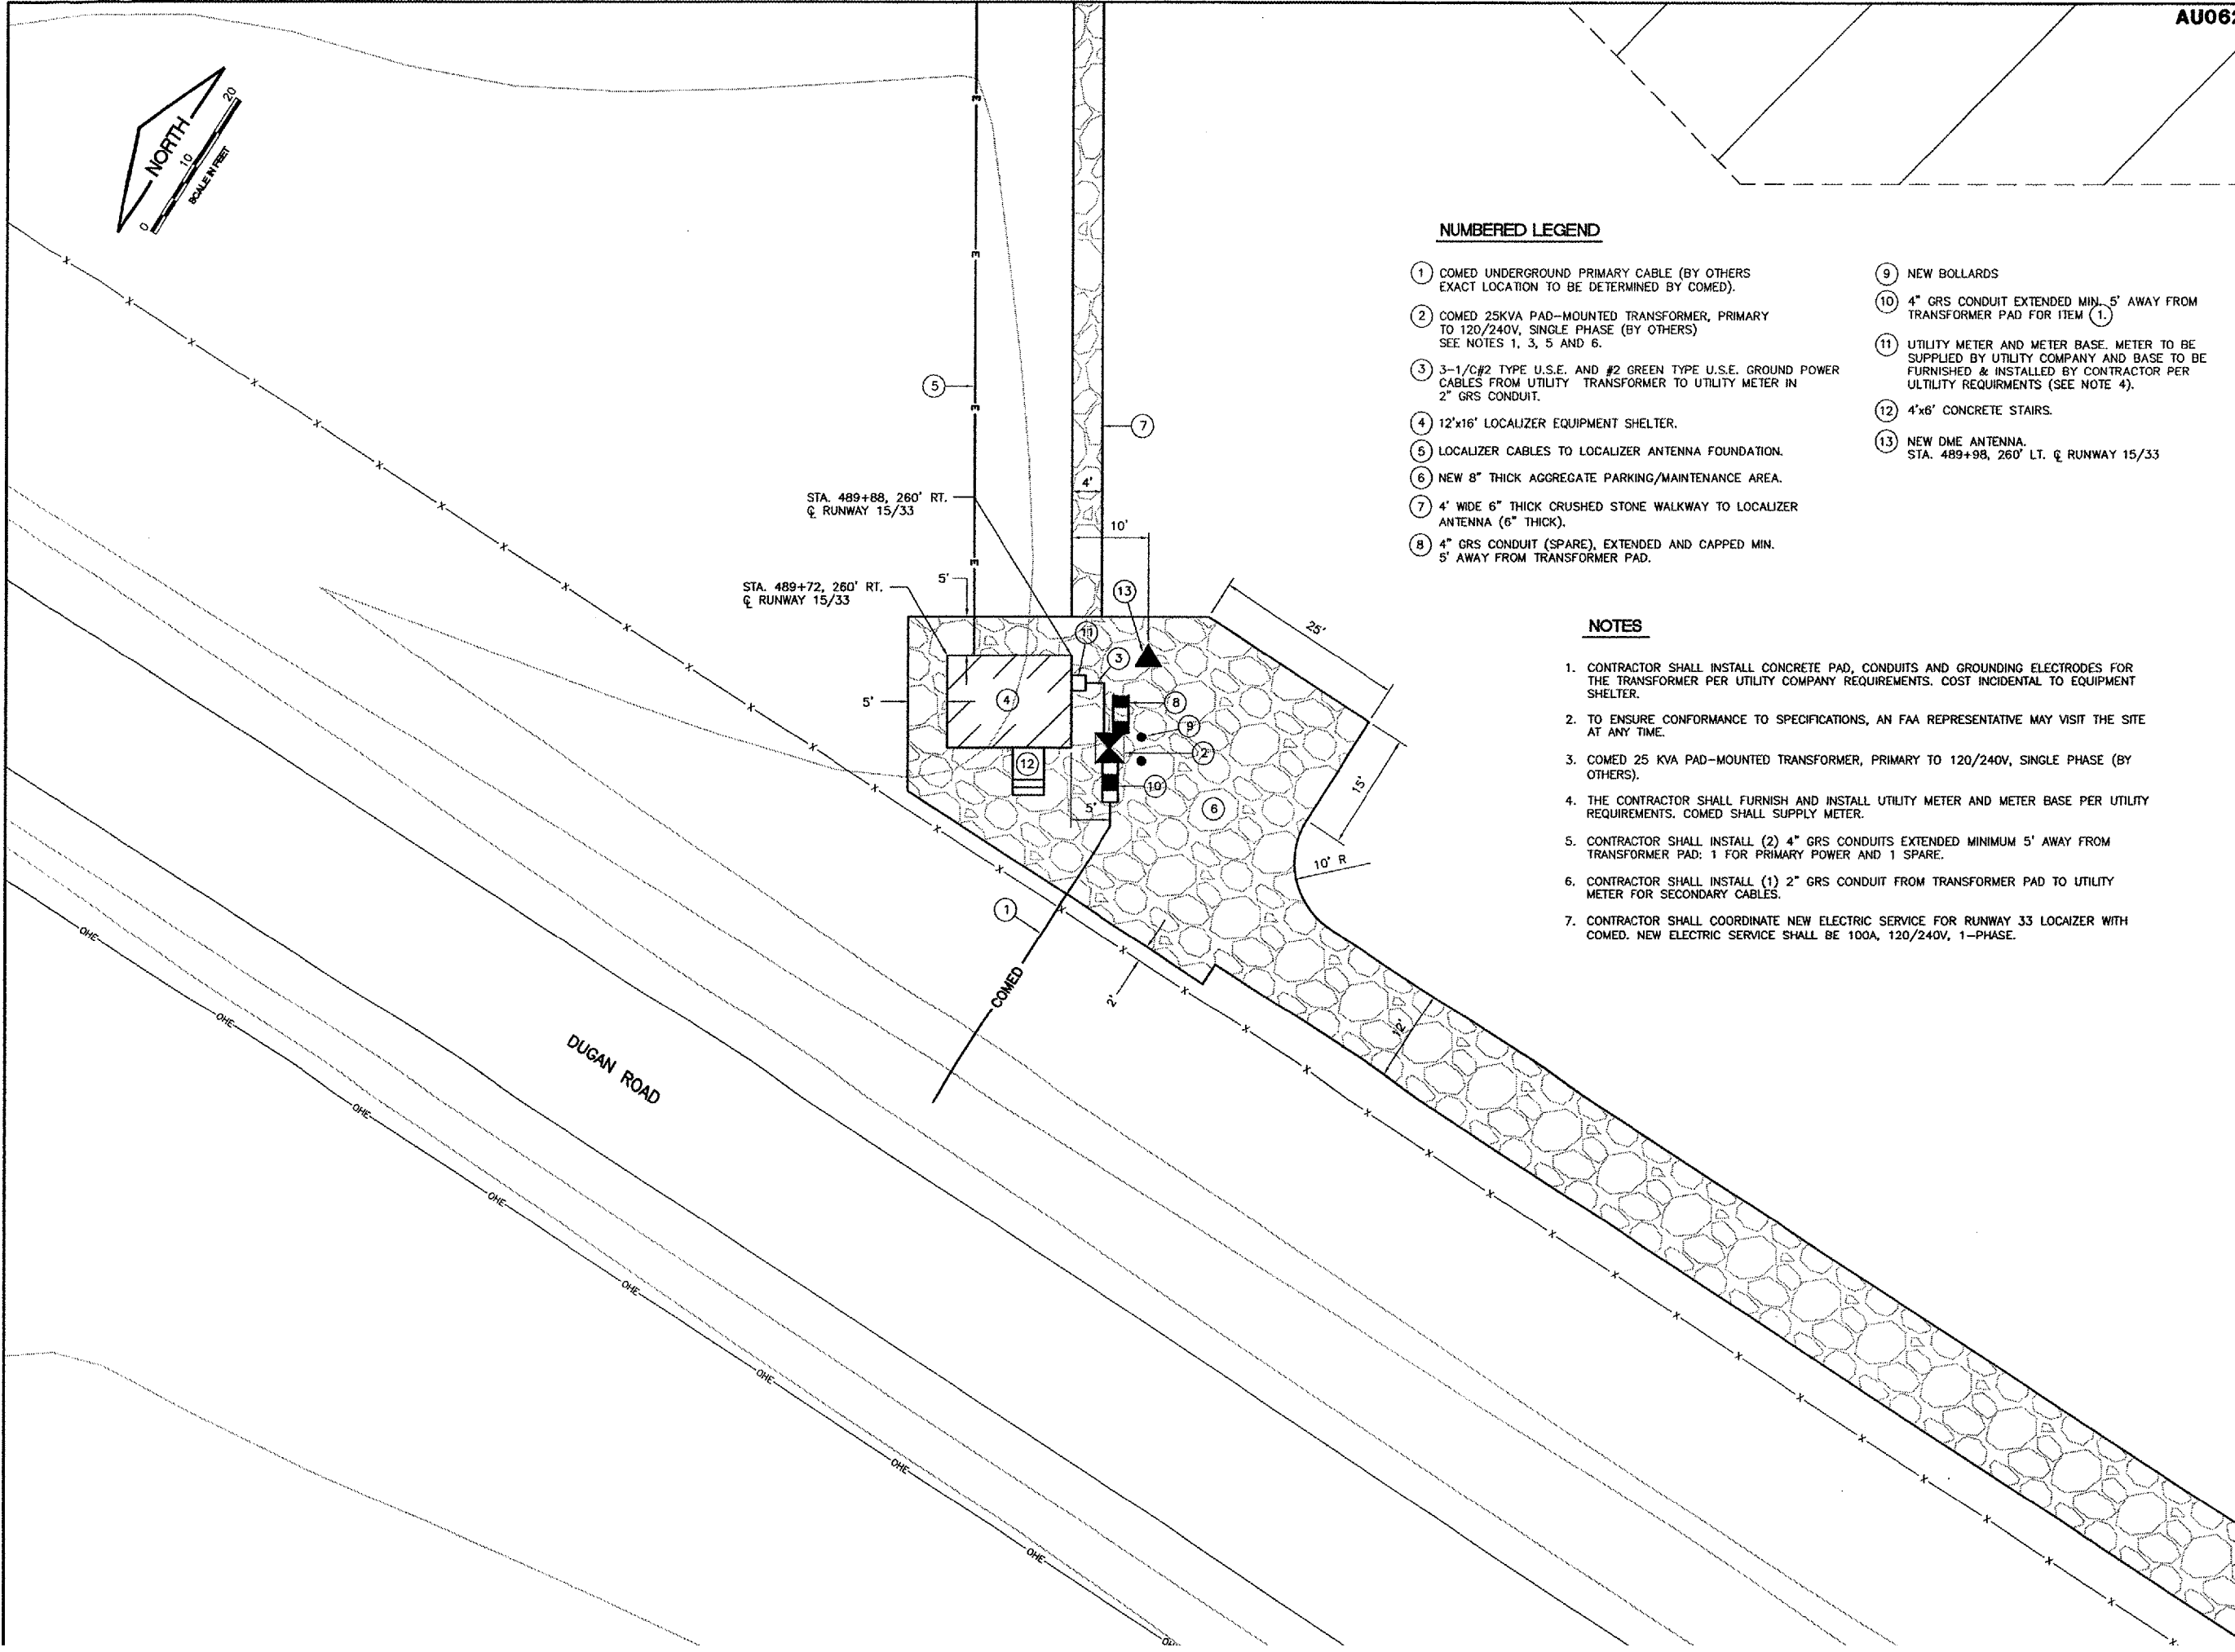 AU062
NORTH
0 10 20
SCALE IN FEET
NUMBERED LEGEND
1 COMED UNDERGROUND PRIMARY CABLE (BY OTHERS
EXACT LOCATION TO BE DETERMINED BY COMED).
2 COMED 25KVA PAD-MOUNTED TRANSFORMER, PRIMARY
TO 120/240V, SINGLE PHASE (BY OTHERS)
SEE NOTES 1, 3, 5 AND 6.
3 3-1/C#2 TYPE U.S.E. AND #2 GREEN TYPE U.S.E. GROUND POWER
CABLES FROM UTILITY TRANSFORMER TO UTILITY METER IN
2" GRS CONDUIT.
4 12'x16' LOCALIZER EQUIPMENT SHELTER.
5 LOCALIZER CABLES TO LOCALIZER ANTENNA FOUNDATION.
6 NEW 8" THICK AGGREGATE PARKING/MAINTENANCE AREA.
7 4' WIDE 6" THICK CRUSHED STONE WALKWAY TO LOCALIZER
ANTENNA (6" THICK).
8 4" GRS CONDUIT (SPARE), EXTENDED AND CAPPED MIN.
5' AWAY FROM TRANSFORMER PAD.
9 NEW BOLLARDS
10 4" GRS CONDUIT EXTENDED MIN. 5' AWAY FROM
TRANSFORMER PAD FOR ITEM 1.
11 UTILITY METER AND METER BASE. METER TO BE
SUPPLIED BY UTILITY COMPANY AND BASE TO BE
FURNISHED & INSTALLED BY CONTRACTOR PER
ULTILITY REQUIRMENTS (SEE NOTE 4).
12 4'x6' CONCRETE STAIRS.
13 NEW DME ANTENNA.
STA. 489+98, 260' LT. ℄ RUNWAY 15/33
NOTES
1. CONTRACTOR SHALL INSTALL CONCRETE PAD, CONDUITS AND GROUNDING ELECTRODES FOR
THE TRANSFORMER PER UTILITY COMPANY REQUIREMENTS. COST INCIDENTAL TO EQUIPMENT
SHELTER.
2. TO ENSURE CONFORMANCE TO SPECIFICATIONS, AN FAA REPRESENTATIVE MAY VISIT THE SITE
AT ANY TIME.
3. COMED 25 KVA PAD-MOUNTED TRANSFORMER, PRIMARY TO 120/240V, SINGLE PHASE (BY
OTHERS).
4. THE CONTRACTOR SHALL FURNISH AND INSTALL UTILITY METER AND METER BASE PER UTILITY
REQUIREMENTS. COMED SHALL SUPPLY METER.
5. CONTRACTOR SHALL INSTALL (2) 4" GRS CONDUITS EXTENDED MINIMUM 5' AWAY FROM
TRANSFORMER PAD: 1 FOR PRIMARY POWER AND 1 SPARE.
6. CONTRACTOR SHALL INSTALL (1) 2" GRS CONDUIT FROM TRANSFORMER PAD TO UTILITY
METER FOR SECONDARY CABLES.
7. CONTRACTOR SHALL COORDINATE NEW ELECTRIC SERVICE FOR RUNWAY 33 LOCAIZER WITH
COMED. NEW ELECTRIC SERVICE SHALL BE 100A, 120/240V, 1-PHASE.
5
7
4'
10'
STA. 489+88, 260' RT.
℄ RUNWAY 15/33
STA. 489+72, 260' RT.
℄ RUNWAY 15/33
5'
13
25'
11
3
5'
4
8
9
2
12
10
5'
6
15'
10' R
1
2'
12'
COMED
DUGAN ROAD
OHE
OHE
OHE
OHE
OHE
OHE
OHE
OHE